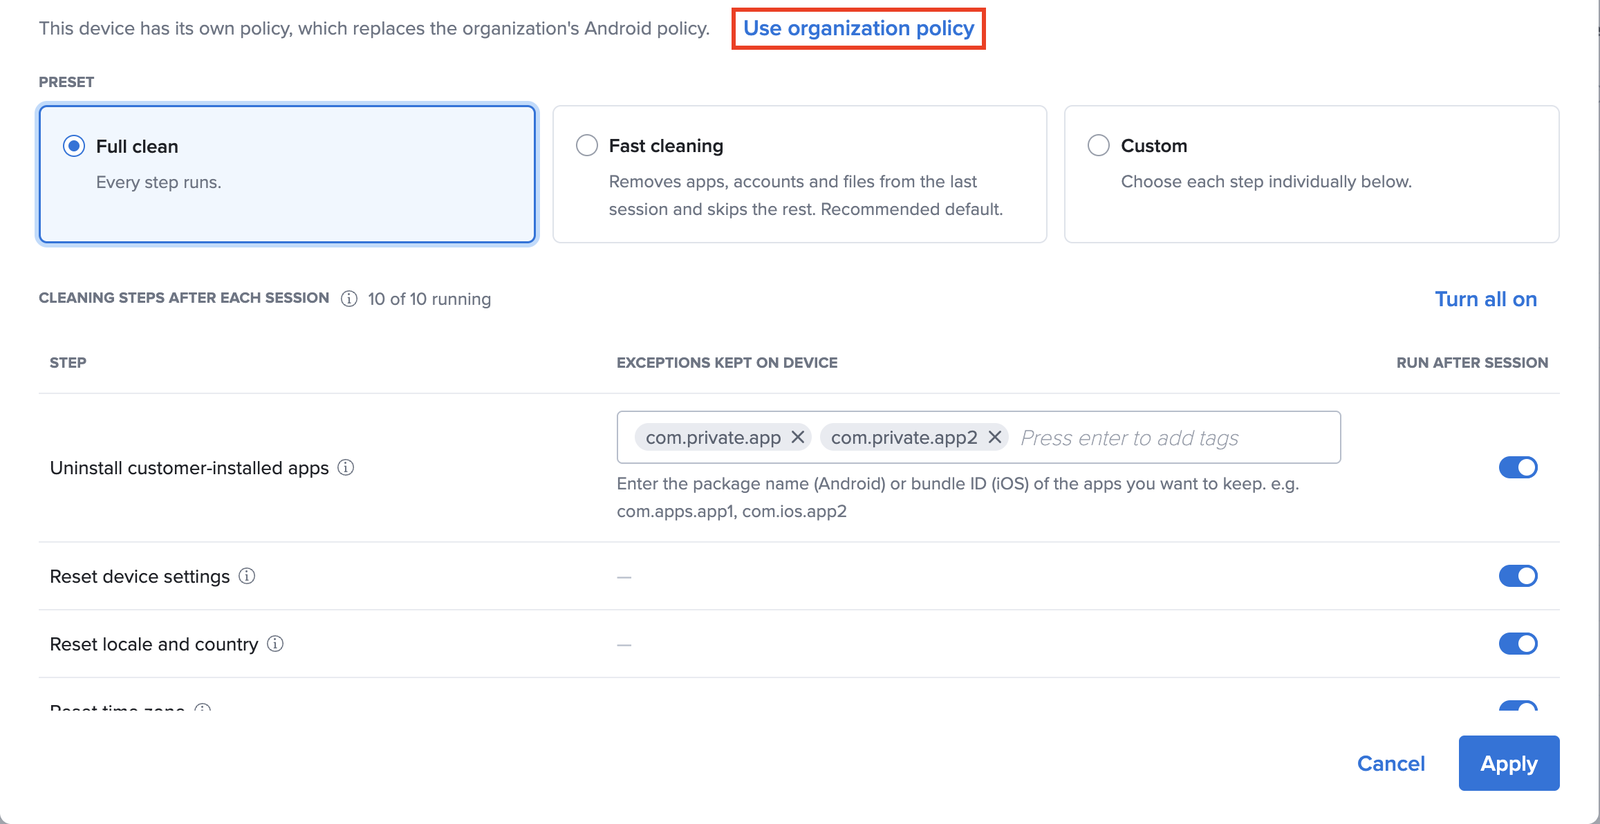 This device has its own policy, which replaces the organization's Android policy. Use organization policy
PRESET
Full clean
Every step runs.
Fast cleaning
Removes apps, accounts and files from the last
session and skips the rest. Recommended default.
Custom
Choose each step individually below.
CLEANING STEPS AFTER EACH SESSION 10 of 10 running
Turn all on
STEP EXCEPTIONS KEPT ON DEVICE RUN AFTER SESSION
Uninstall customer-installed apps
com.private.app com.private.app2 Press enter to add tags
Enter the package name (Android) or bundle ID (iOS) of the apps you want to keep. e.g.
com.apps.app1, com.ios.app2
Reset device settings —
Reset locale and country —
Reset time zone
Cancel Apply